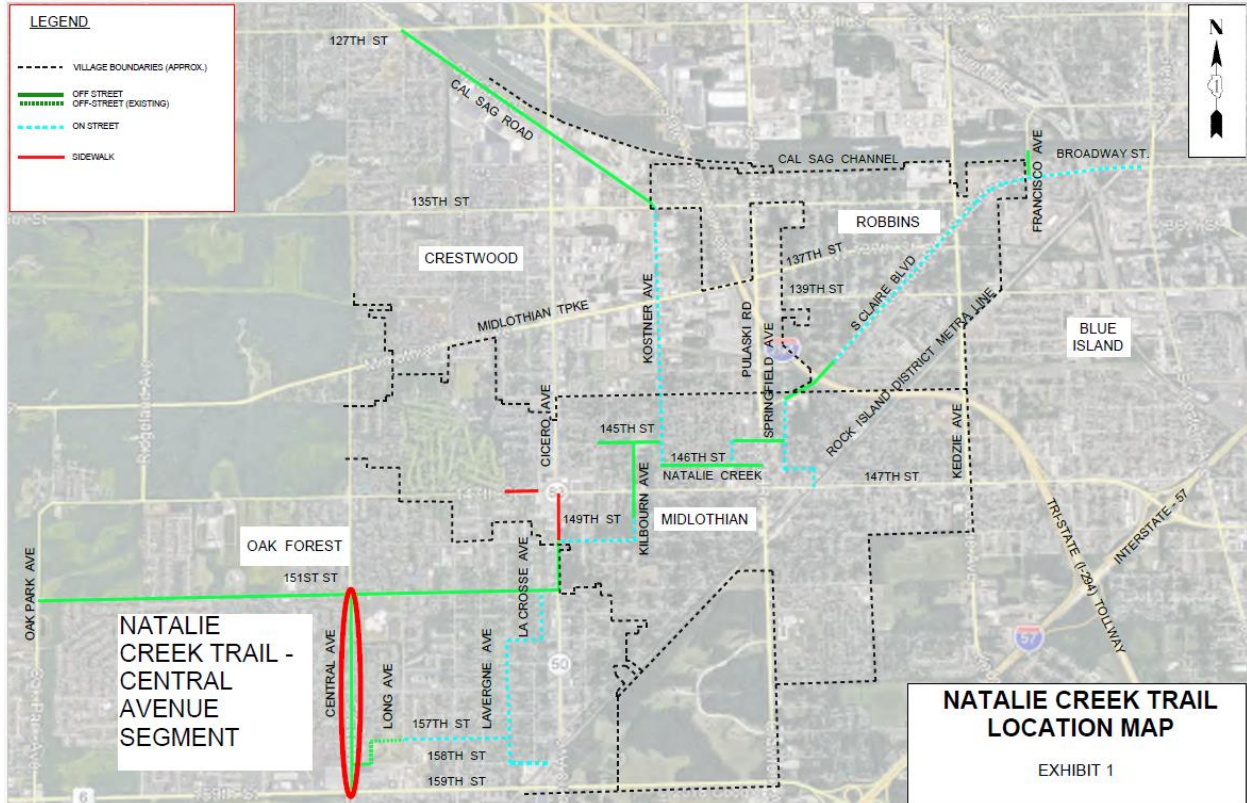 LEGEND
VILLAGE BOUNDARIES (APPROX.)
OFF STREET
OFF-STREET (EXISTING)
ON STREET
SIDEWALK
N
127TH ST
CAL SAG ROAD
CAL SAG CHANNEL
FRANCISCO AVE
BROADWAY ST.
135TH ST
ROBBINS
CRESTWOOD
137TH ST
139TH ST
S CLAIRE BLVD
MIDLOTHIAN TPKE
KOSTNER AVE
PULASKI RD
SPRINGFIELD AVE
ROCK ISLAND DISTRICT METRA LINE
BLUE
ISLAND
CICERO AVE
145TH ST
146TH ST
NATALIE CREEK
147TH ST
KEDZIE AVE
KILBOURN AVE
149TH ST
MIDLOTHIAN
TRI-STATE (I-294) TOLLWAY
INTERSTATE - 57
57
OAK FOREST
151ST ST
OAK PARK AVE
LA CROSSE AVE
NATALIE
CREEK TRAIL -
CENTRAL
AVENUE
SEGMENT
CENTRAL AVE
LONG AVE
LAVERGNE AVE
50
157TH ST
158TH ST
159TH ST
6
NATALIE CREEK TRAIL
LOCATION MAP
EXHIBIT 1